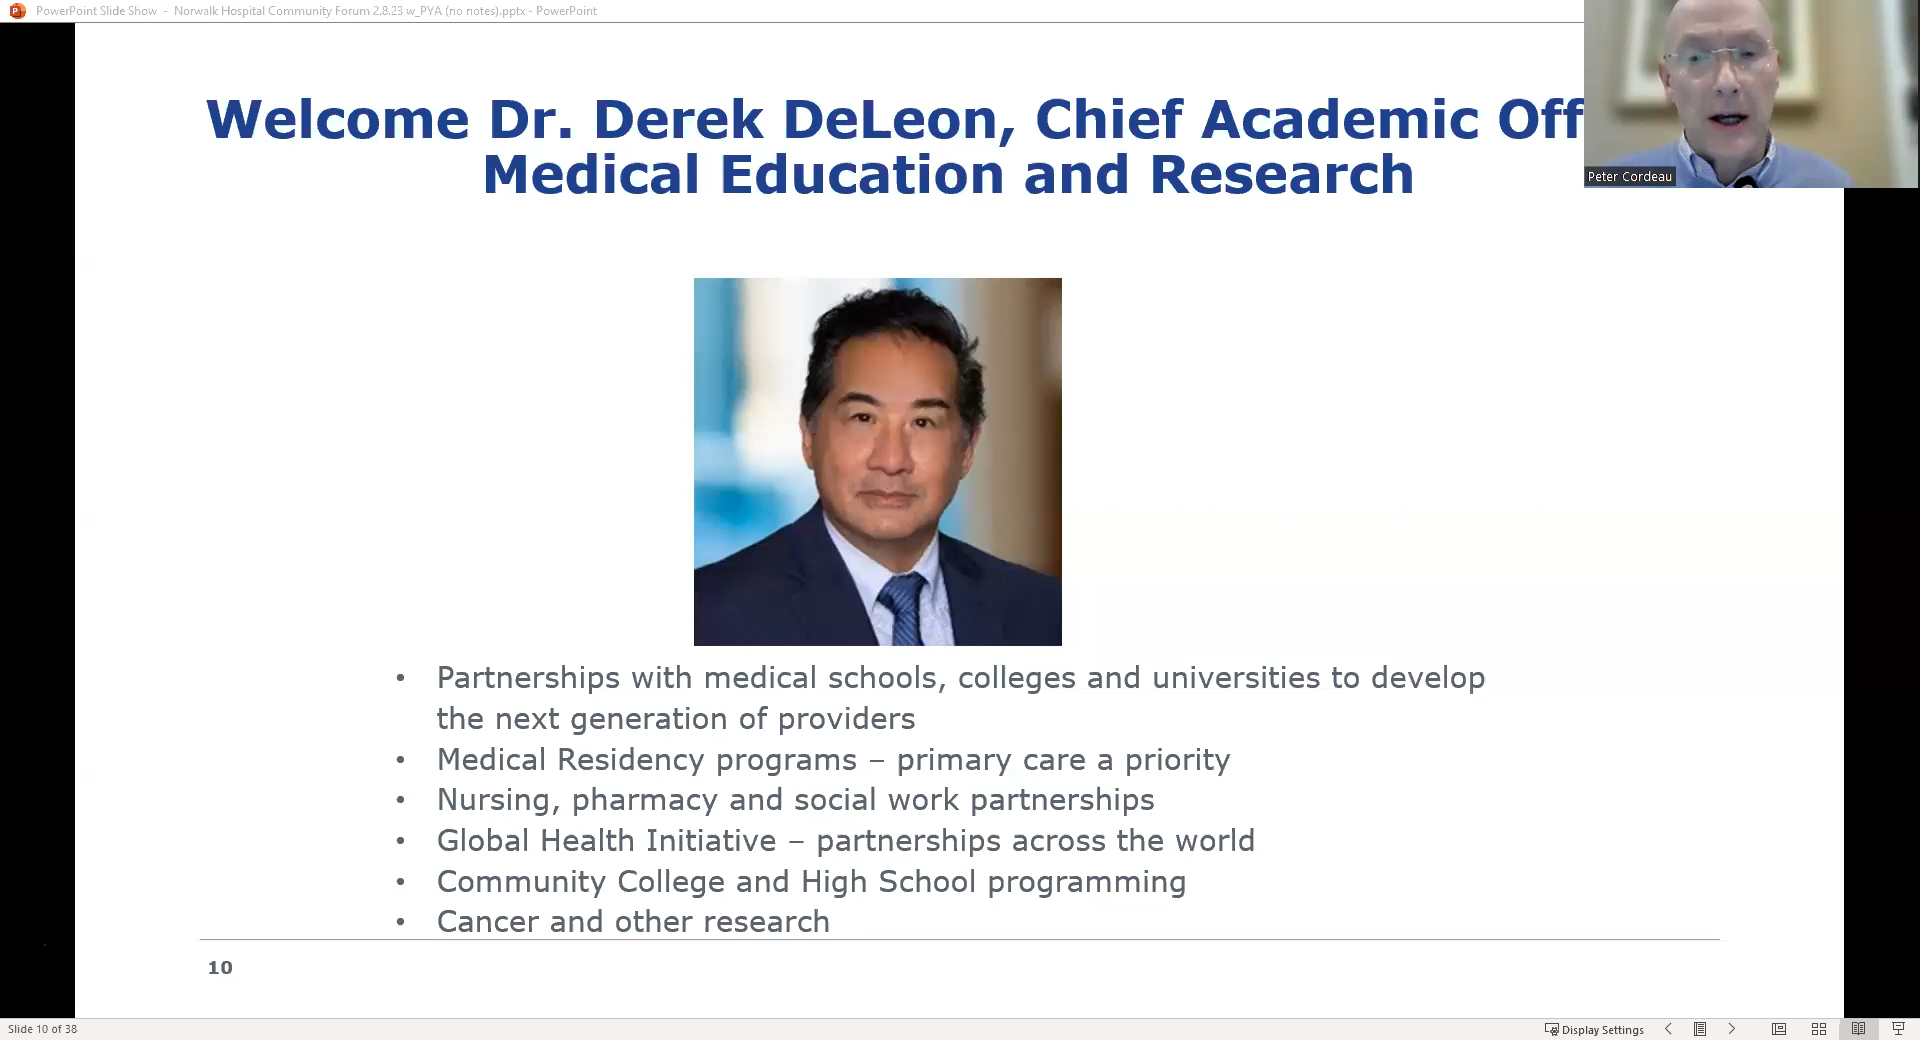 PowerPoint Slide Show - Norwalk Hospital Community Forum 2.8.23 w_PYA (no notes).pptx - PowerPoint
Welcome Dr. Derek DeLeon, Chief Academic Off
Medical Education and Research
Peter Cordeau
• Partnerships with medical schools, colleges and universities to develop
the next generation of providers
• Medical Residency programs – primary care a priority
• Nursing, pharmacy and social work partnerships
• Global Health Initiative – partnerships across the world
• Community College and High School programming
• Cancer and other research
10
Slide 10 of 38
Display Settings